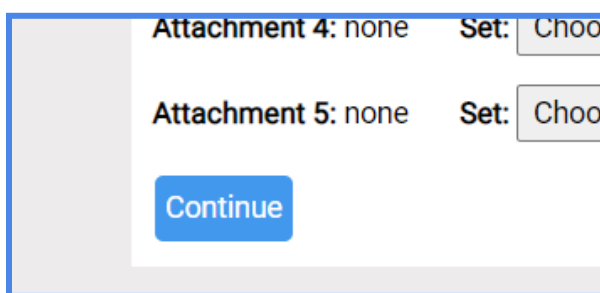 Attachment 4: none Set: Choo
Attachment 5: none Set: Choo
Continue